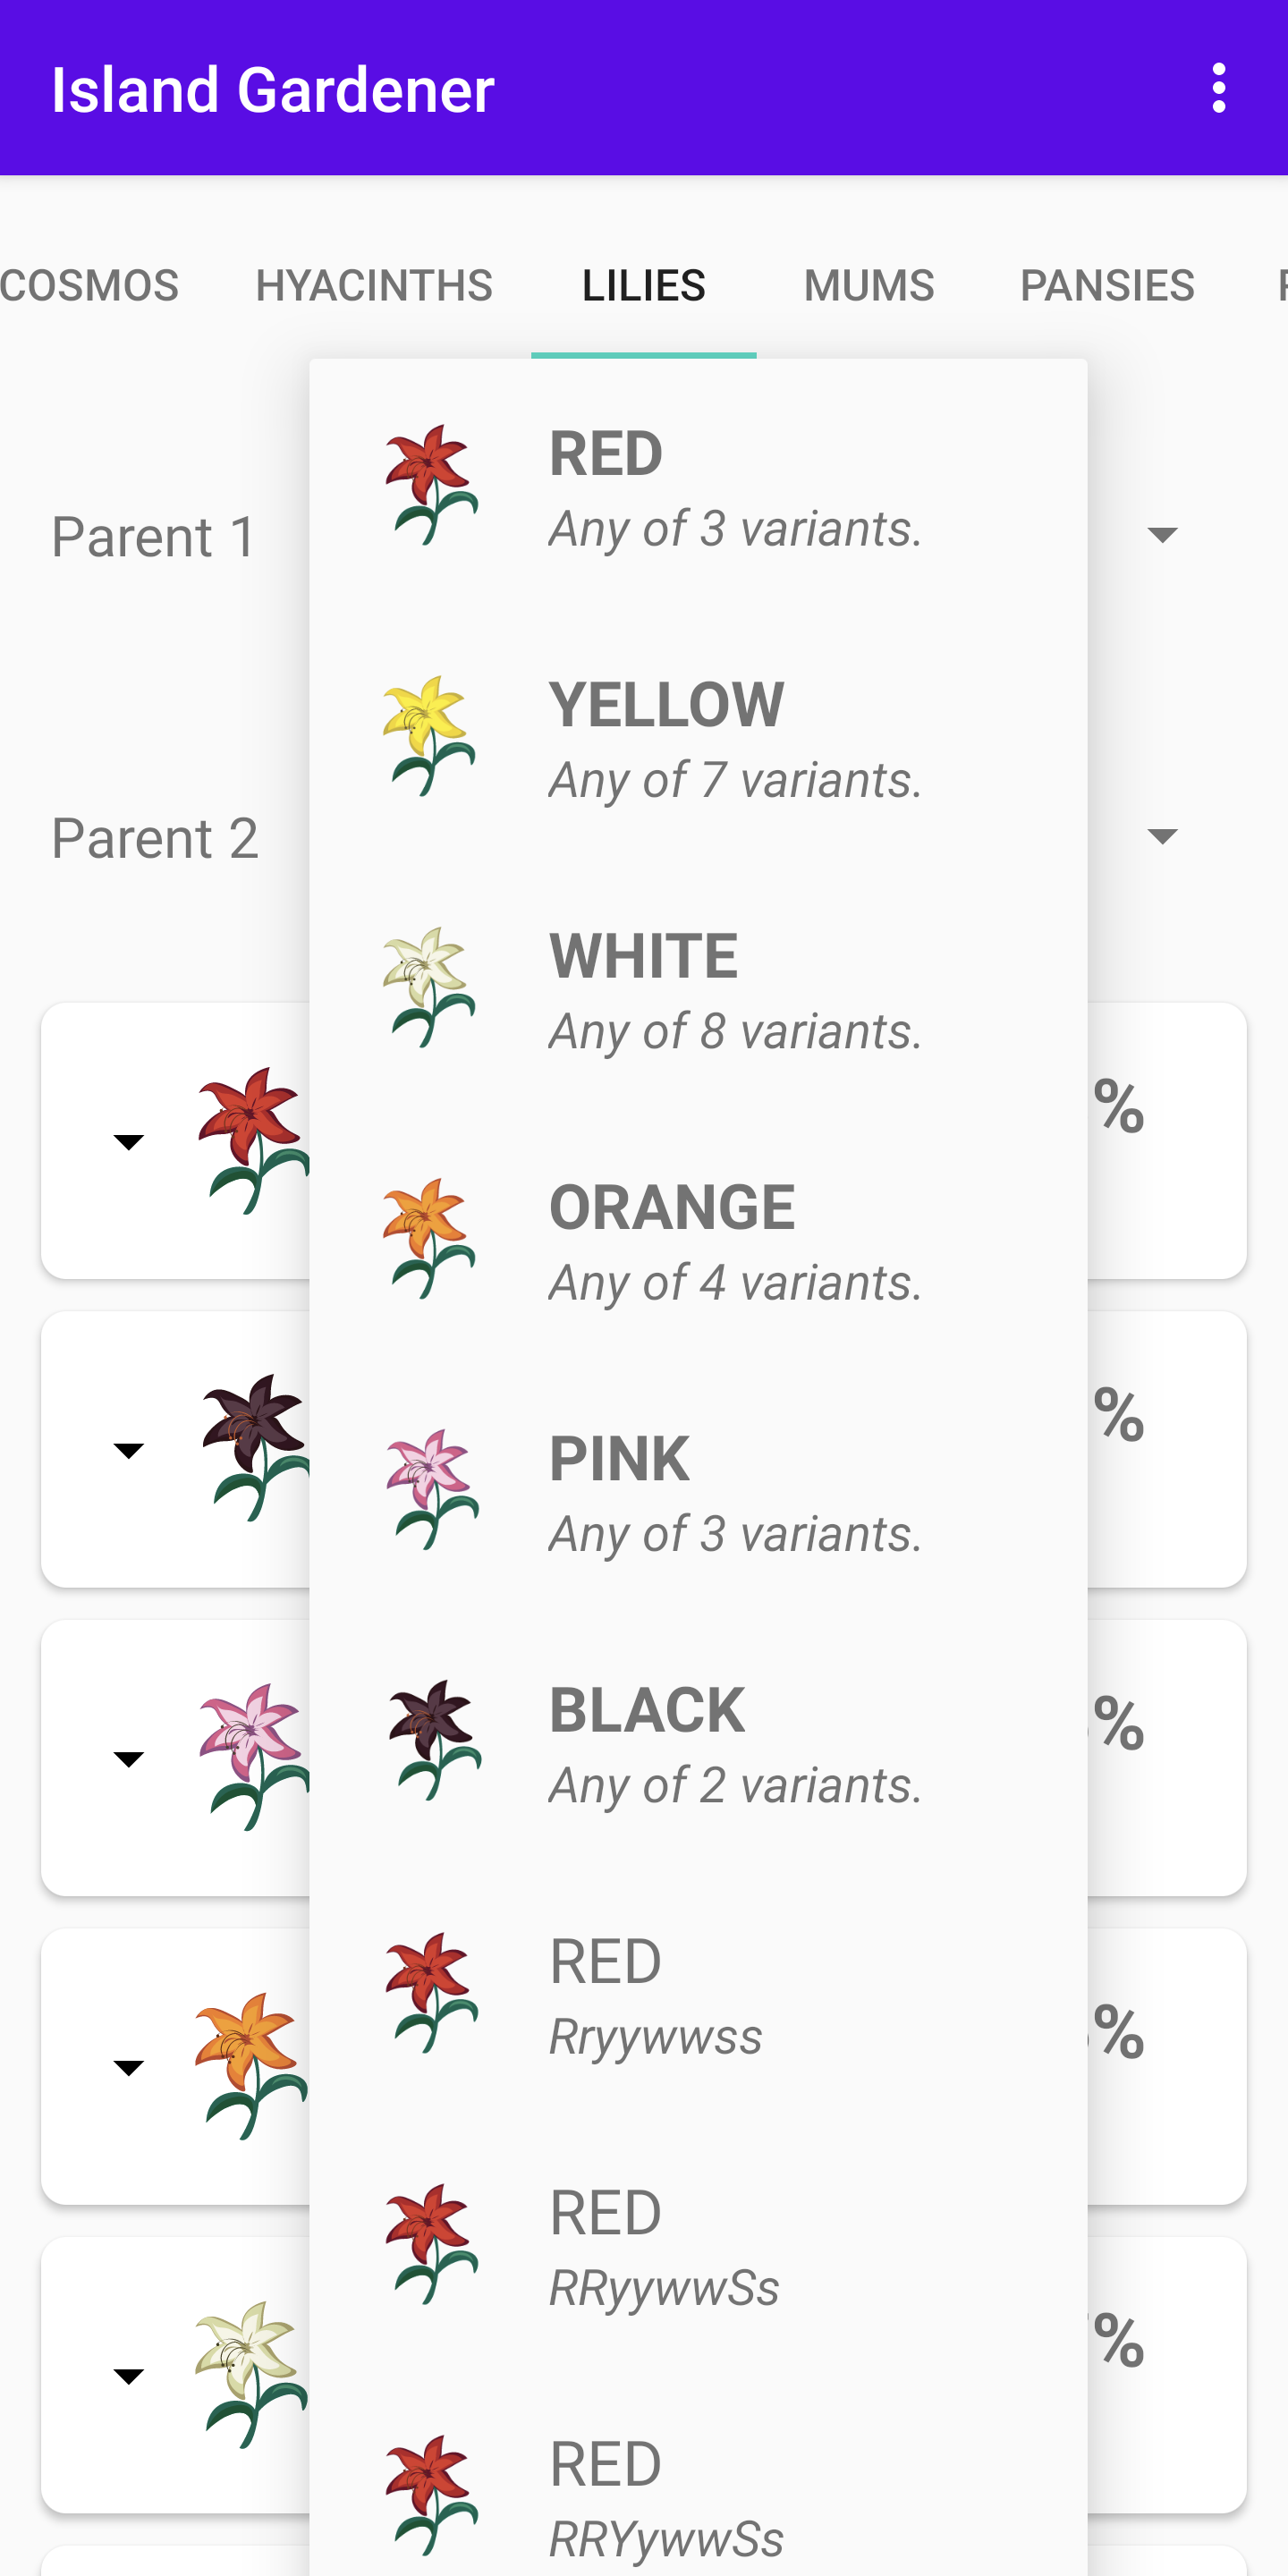 Island Gardener
COSMOS HYACINTHS LILIES MUMS PANSIES
Parent 1
Parent 2
RED
Any of 3 variants.
YELLOW
Any of 7 variants.
WHITE
Any of 8 variants.
%
ORANGE
Any of 4 variants.
%
PINK
Any of 3 variants.
BLACK
Any of 2 variants.
%
RED
Rryywwss
%
RED
RRyywwSs
%
RED
RRYywwSs